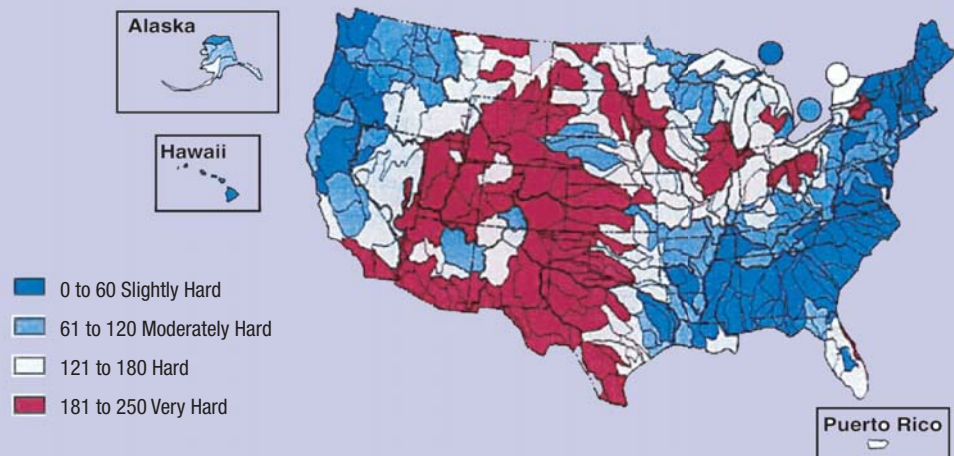 Alaska
Hawaii
0 to 60 Slightly Hard
61 to 120 Moderately Hard
121 to 180 Hard
181 to 250 Very Hard
Puerto Rico